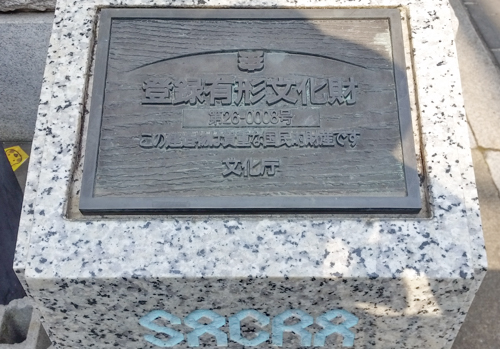 登録有形文化財
第26-0008号
この建造物は貴重な国民的財産です
文化庁
SACRA